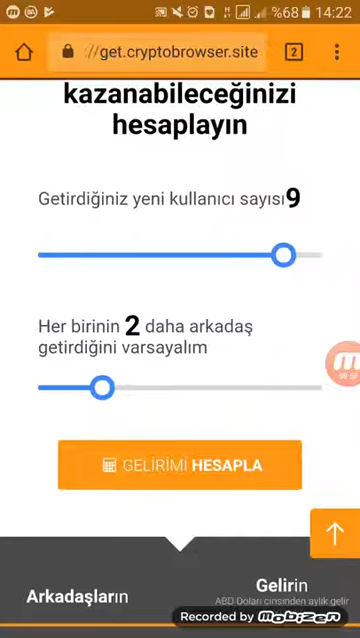 %68 14:22
://get.cryptobrowser.site
2
kazanabileceğinizi
hesaplayın
Getirdiğiniz yeni kullanıcı sayısı 9
Her birinin 2 daha arkadaş
getirdiğini varsayalım
GELİRİMİ HESAPLA
Arkadaşların
Gelirin
ABD Doları cinsinden aylık gelir
Recorded by mobizen